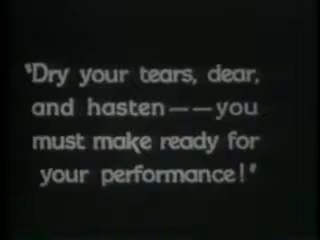 "Dry your tears, dear,
and hasten——you
must make ready for
your performance!"